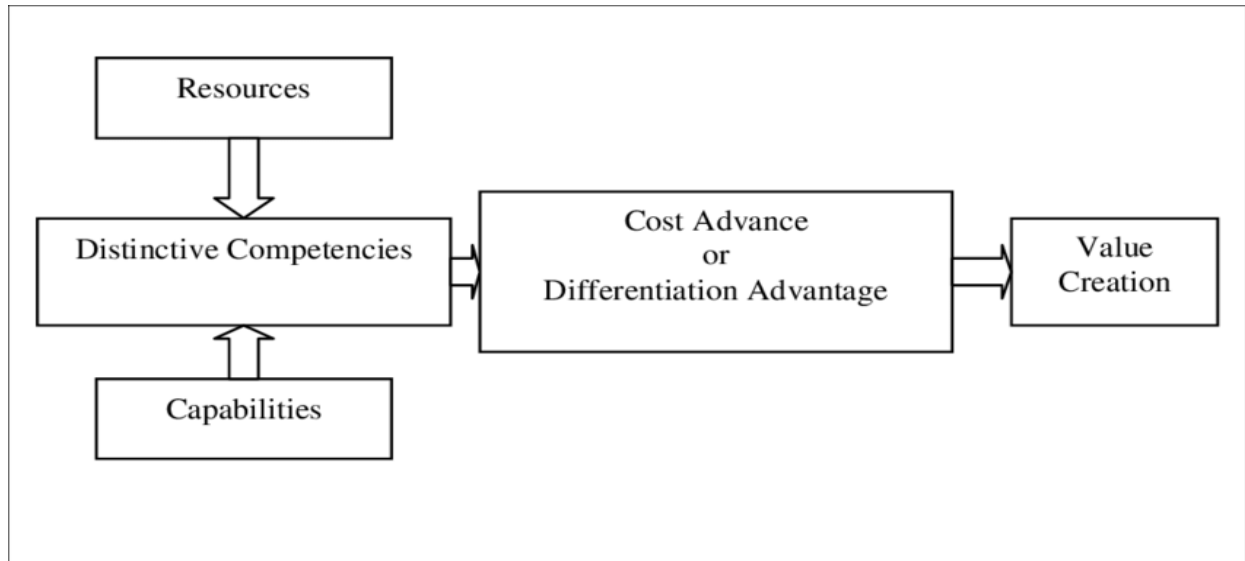 Resources
Distinctive Competencies
Capabilities
Cost Advance
or
Differentiation Advantage
Value
Creation